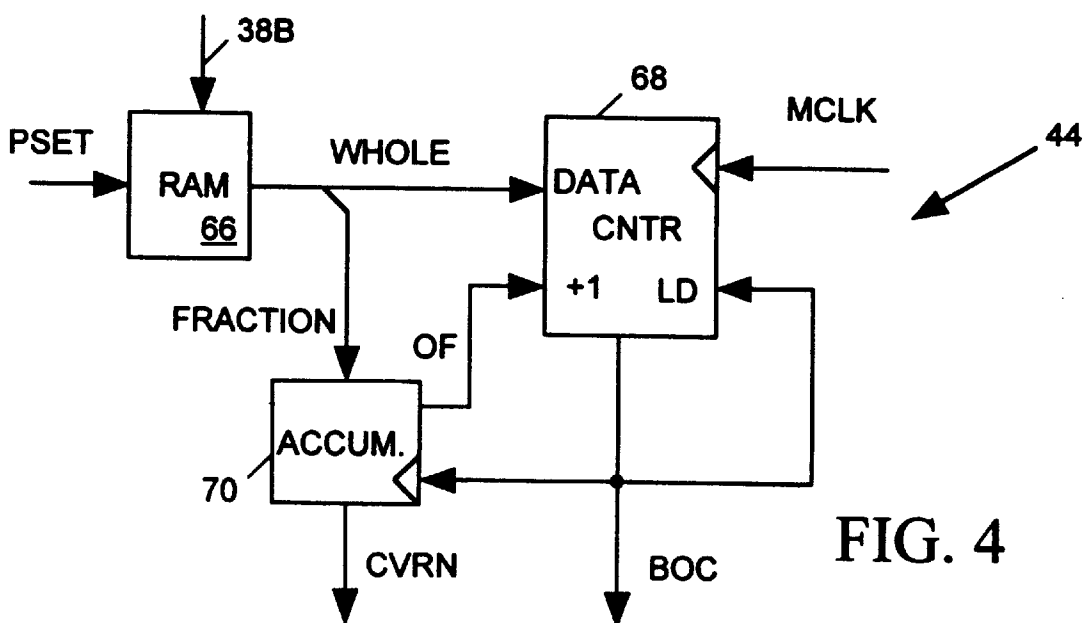 38B
68
MCLK
44
PSET
WHOLE
RAM
66
DATA
CNTR
+1
LD
FRACTION
OF
ACCUM.
70
CVRN
BOC
FIG. 4